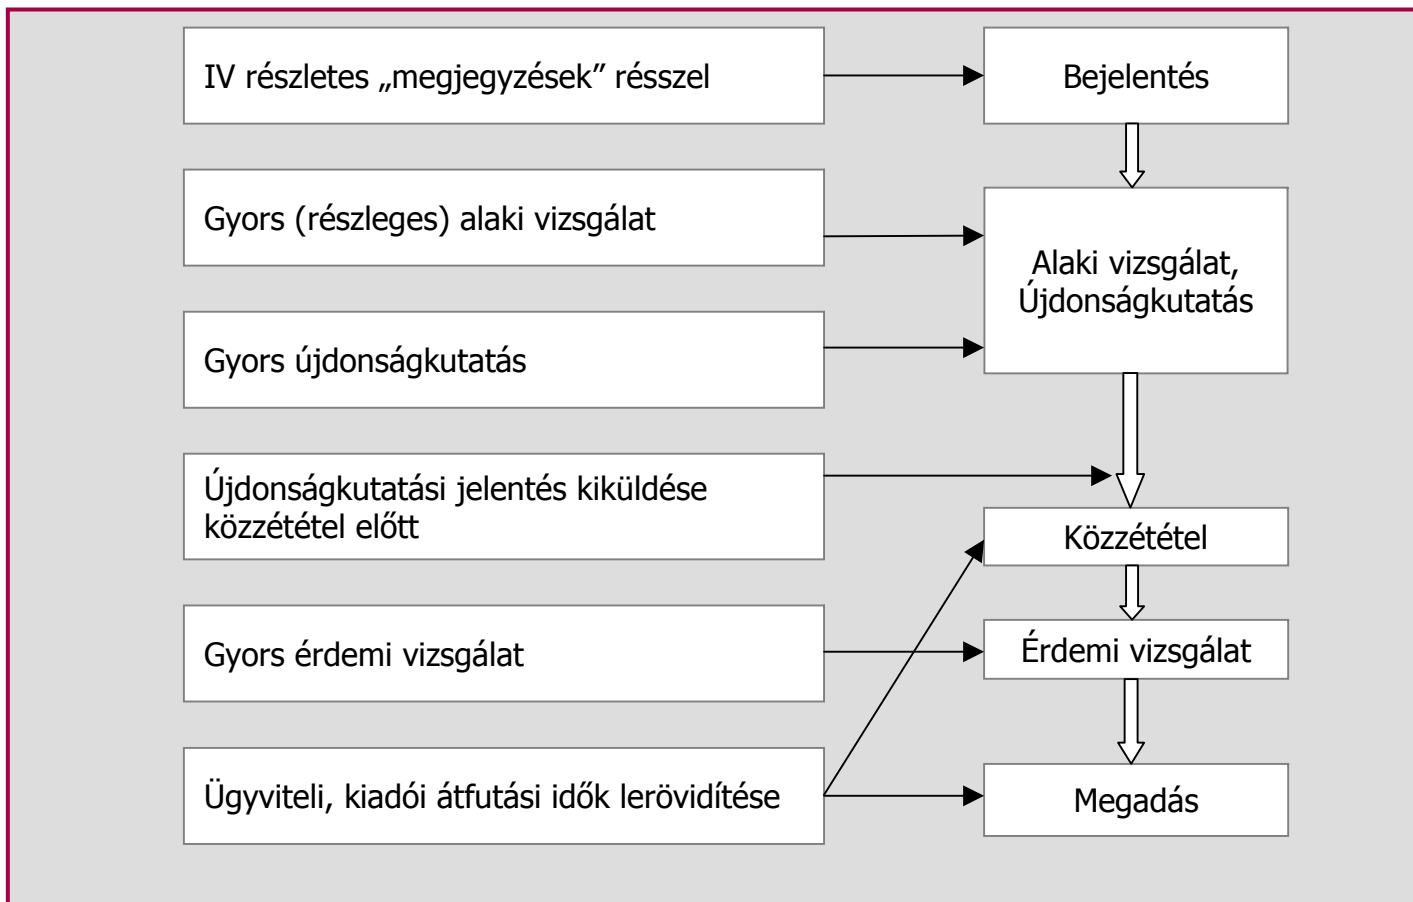 IV részletes „megjegyzések” résszel
Bejelentés
Gyors (részleges) alaki vizsgálat
Alaki vizsgálat,
Újdonságkutatás
Gyors újdonságkutatás
Újdonságkutatási jelentés kiküldése
közzététel előtt
Közzététel
Gyors érdemi vizsgálat
Érdemi vizsgálat
Ügyviteli, kiadói átfutási idők lerövidítése
Megadás